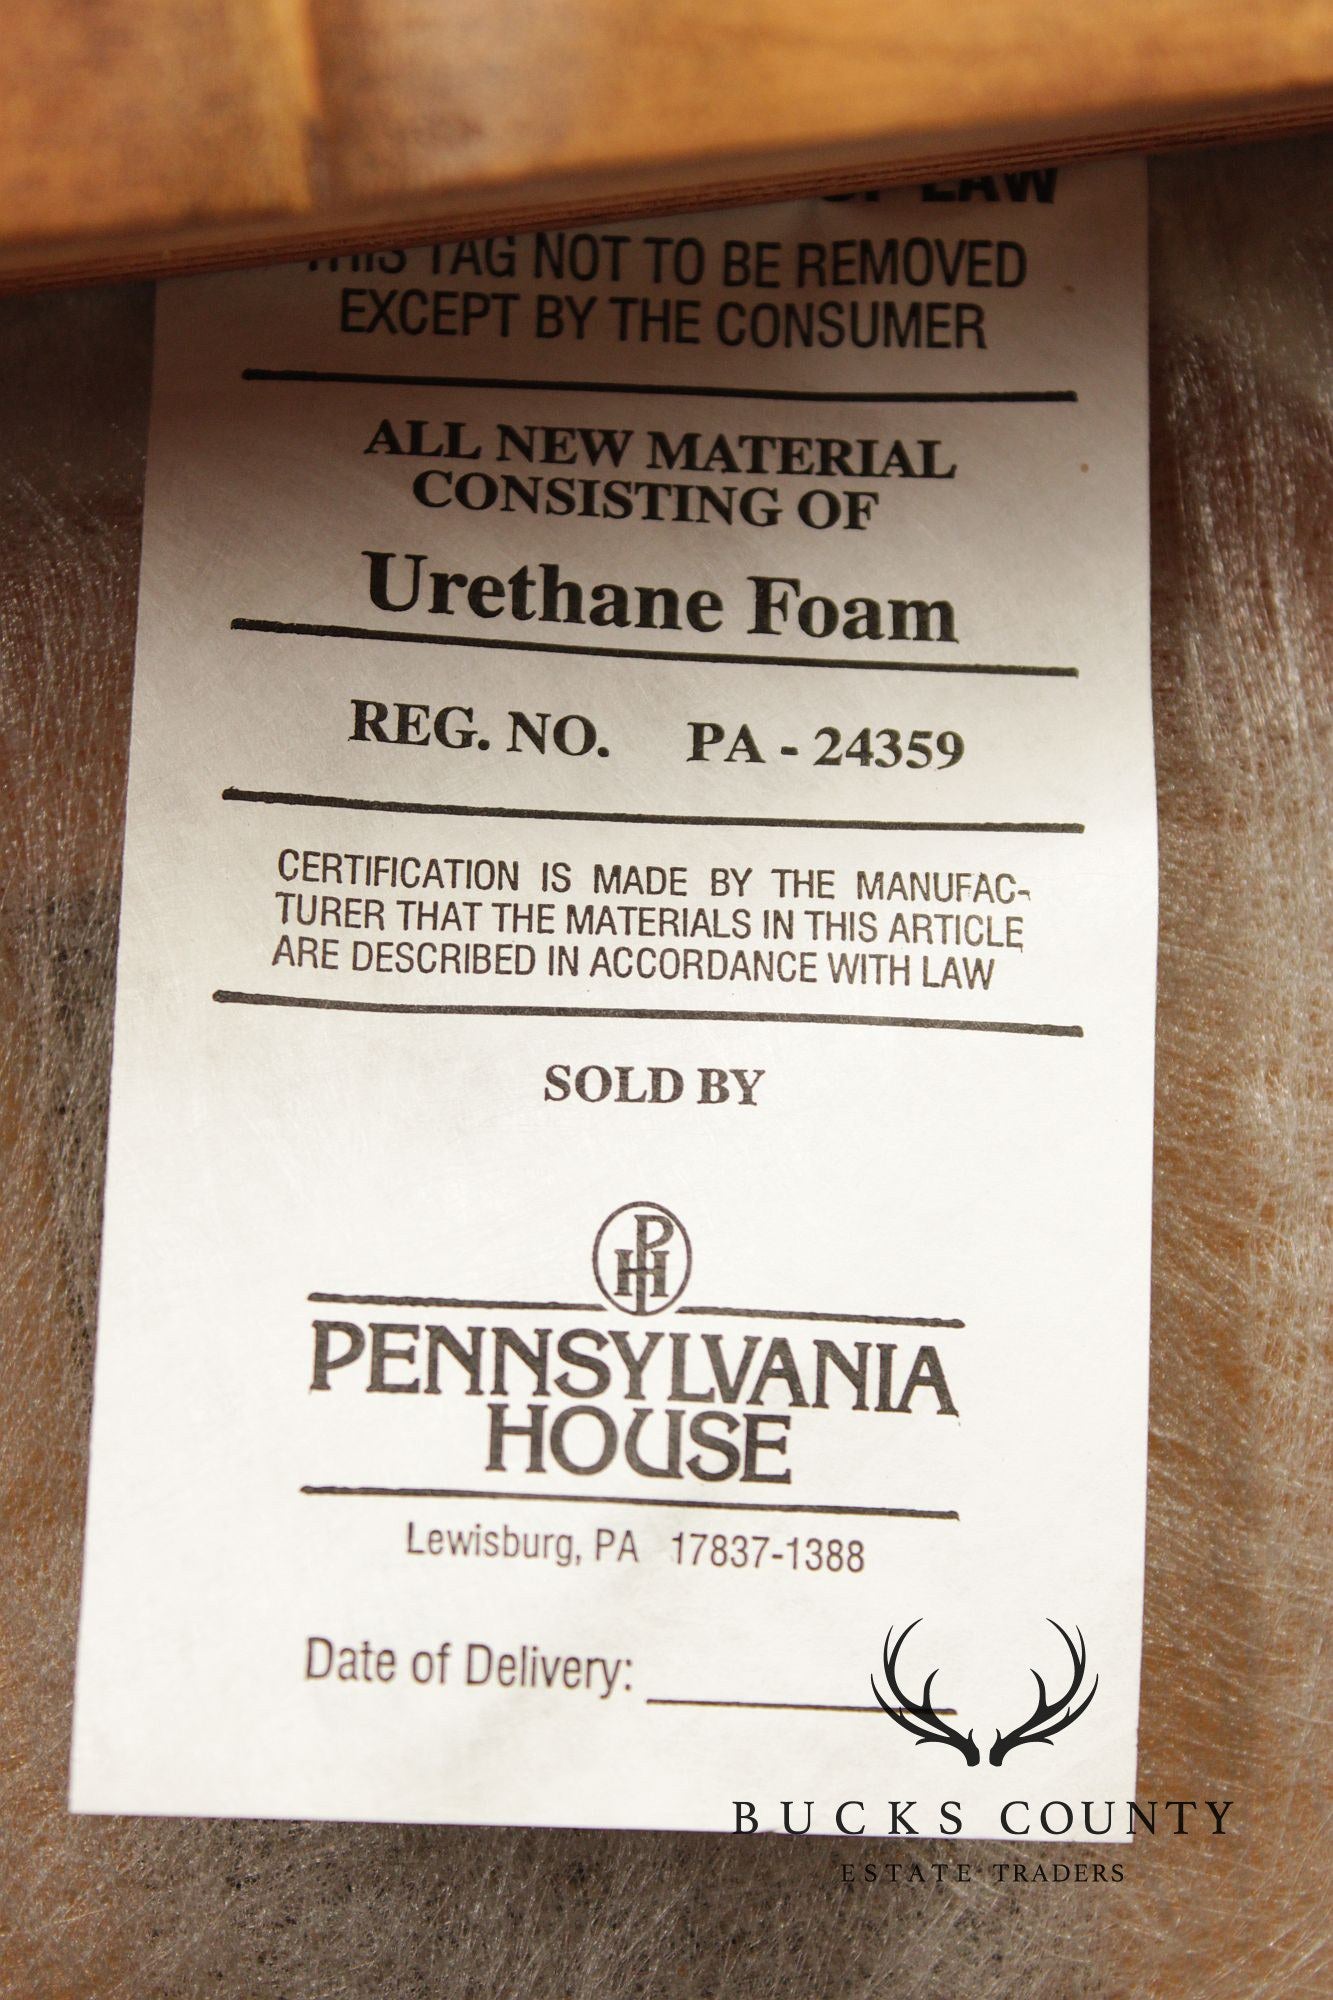 LAW
THIS TAG NOT TO BE REMOVED
EXCEPT BY THE CONSUMER
ALL NEW MATERIAL
CONSISTING OF
Urethane Foam
REG. NO. PA - 24359
CERTIFICATION IS MADE BY THE MANUFAC-
TURER THAT THE MATERIALS IN THIS ARTICLE
ARE DESCRIBED IN ACCORDANCE WITH LAW
SOLD BY
PH
PENNSYLVANIA
HOUSE
Lewisburg, PA 17837-1388
Date of Delivery:
BUCKS COUNTY
ESTATE TRADERS